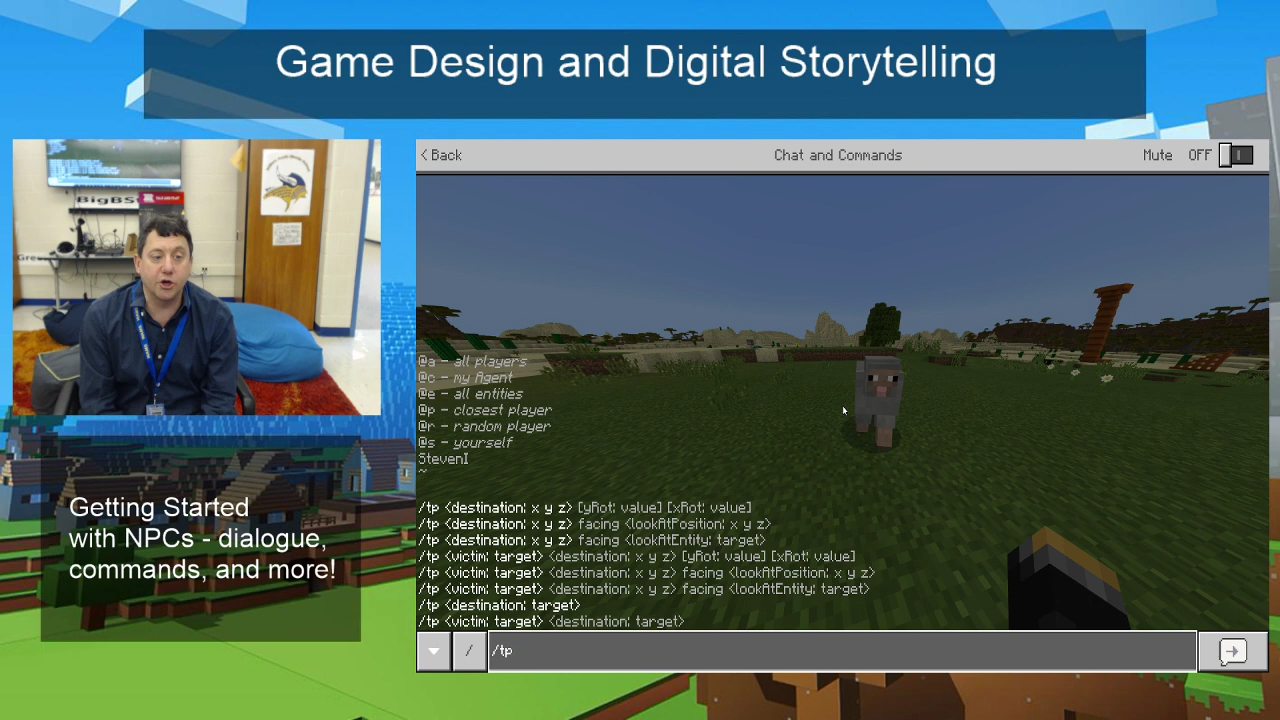 Game Design and Digital Storytelling
BigBS
< Back
Chat and Commands
Mute OFF
@a - all players
@c - my Agent
@e - all entities
@p - closest player
@r - random player
@s - yourself
StevenI
~
/tp <destination: x y z> [yRot: value] [xRot: value]
/tp <destination: x y z> facing <lookAtPosition: x y z>
/tp <destination: x y z> facing <lookAtEntity: target>
/tp <victim: target> <destination: x y z> [yRot: value] [xRot: value]
/tp <victim: target> <destination: x y z> facing <lookAtPosition: x y z>
/tp <victim: target> <destination: x y z> facing <lookAtEntity: target>
/tp <destination: target>
/tp <victim: target> <destination: target>
/
/tp
Getting Started
with NPCs - dialogue,
commands, and more!